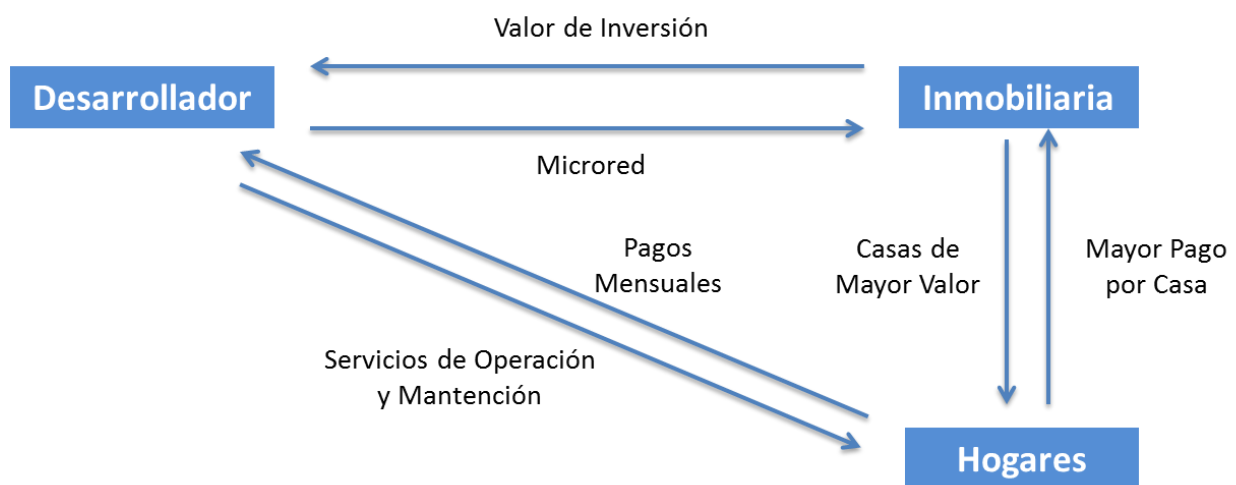 Valor de Inversión
Desarrollador
Inmobiliaria
Microred
Pagos
Mensuales
Casas de
Mayor Valor
Mayor Pago
por Casa
Servicios de Operación
y Mantención
Hogares